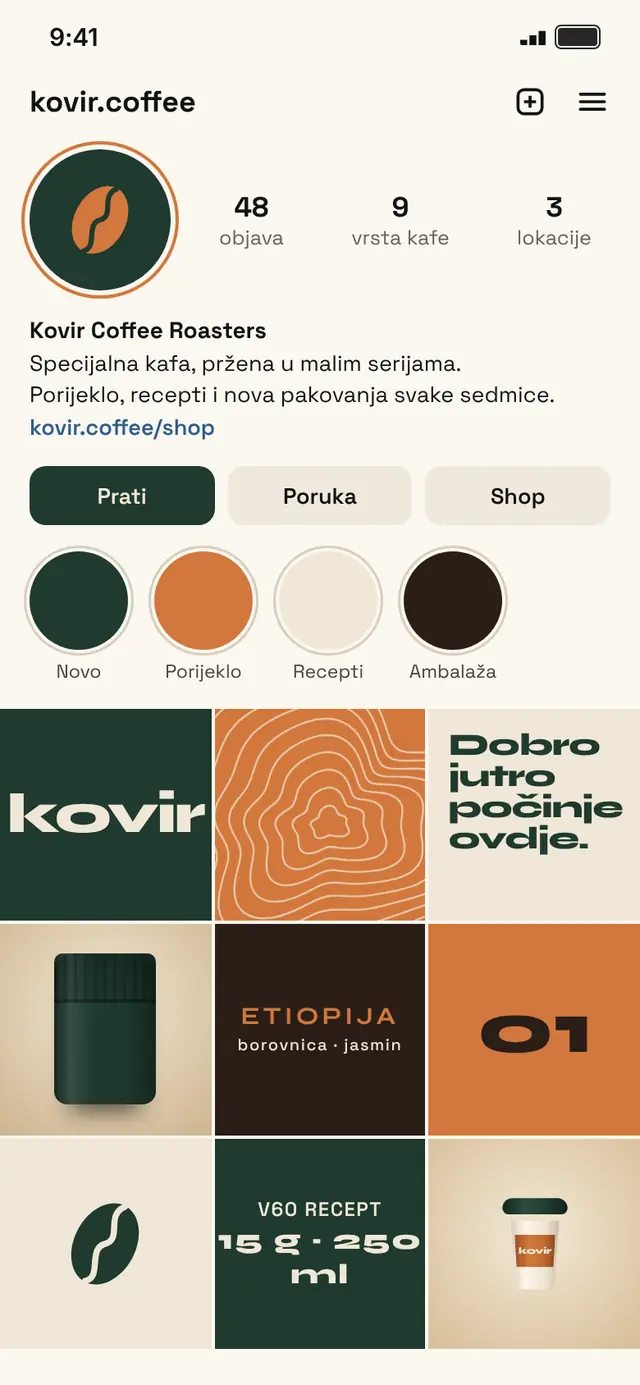 9:41
kovir.coffee
48
objava
9
vrsta kafe
3
lokacije
Kovir Coffee Roasters
Specijalna kafa, pržena u malim serijama.
Porijeklo, recepti i nova pakovanja svake sedmice.
kovir.coffee/shop
Prati
Poruka
Shop
Novo
Porijeklo
Recepti
Ambalaža
kovir
Dobro
jutro
počinje
ovdje.
ETIOPIJA
borovnica · jasmin
01
V60 RECEPT
15 g · 250
ml
kovir